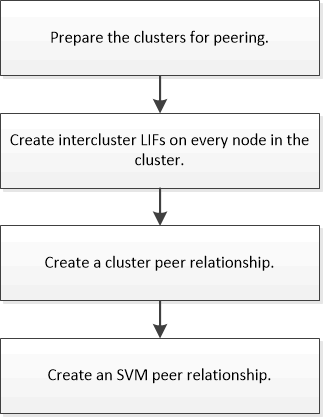 Prepare the clusters for peering.
Create intercluster LIFs on every node in the
cluster.
Create a cluster peer relationship.
Create an SVM peer relationship.